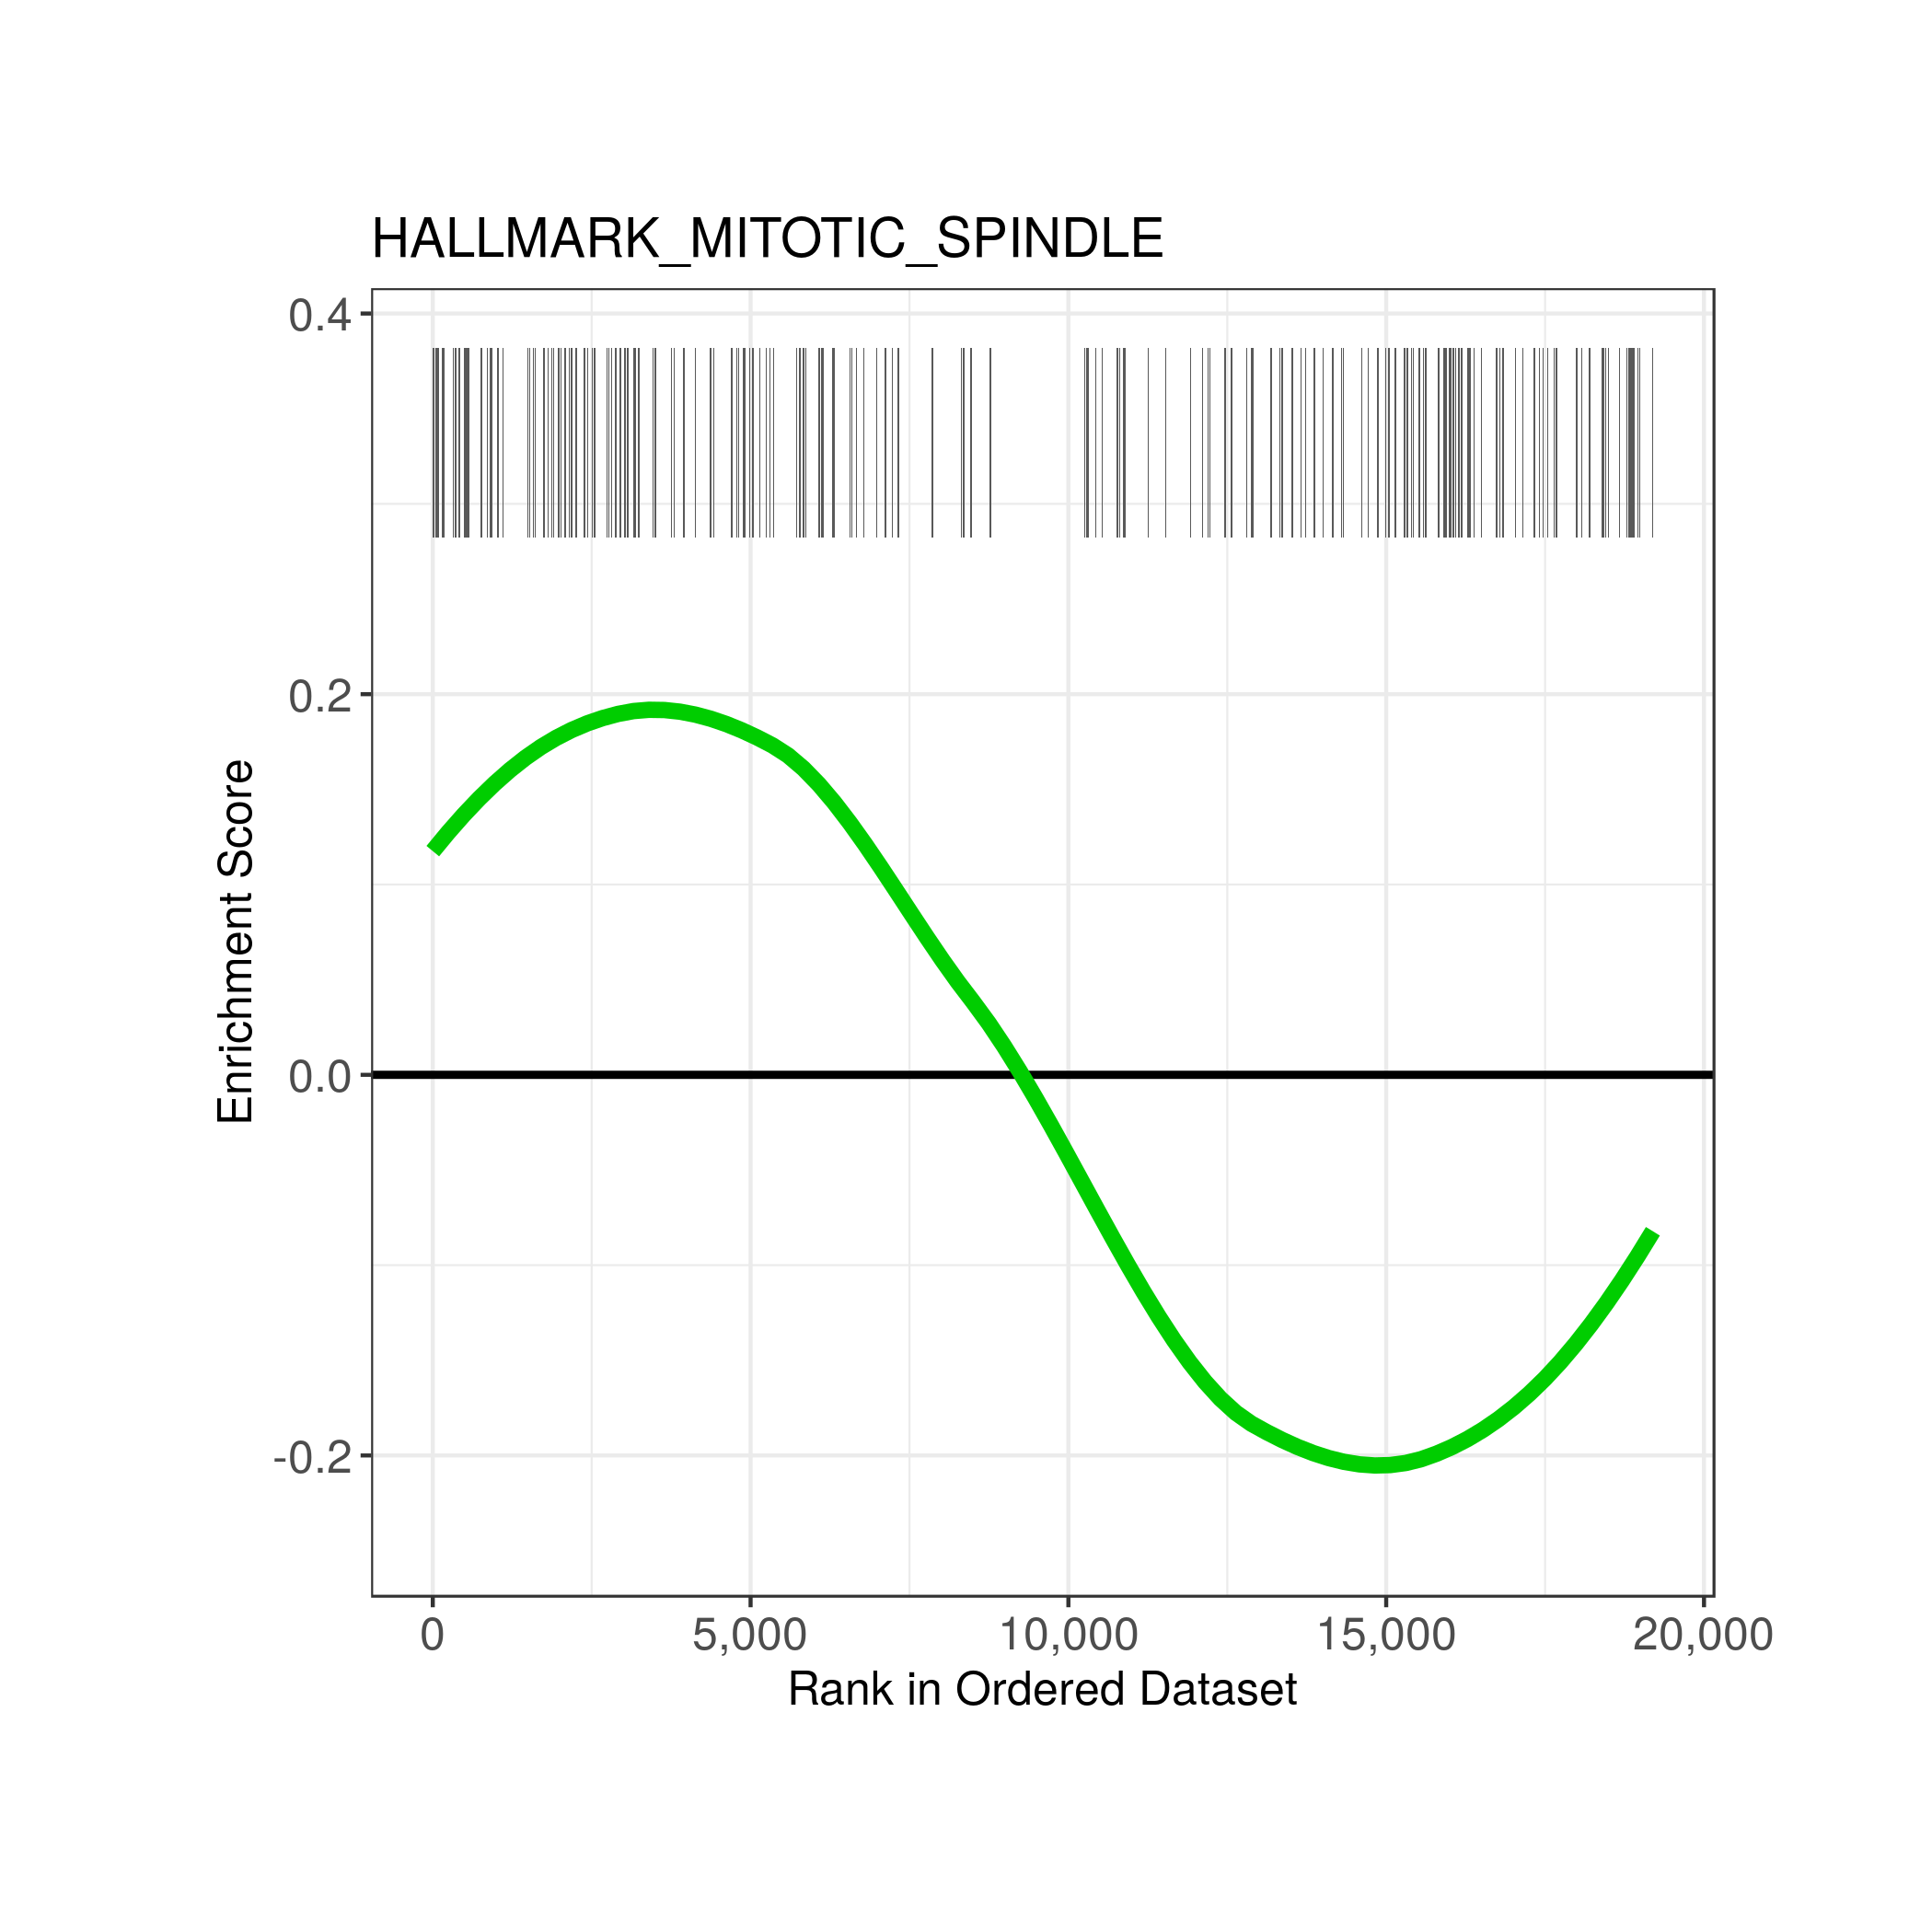 HALLMARK_MITOTIC_SPINDLE
0.4
0.2
0.0
-0.2
Enrichment Score
0 5,000 10,000 15,000 20,000
Rank in Ordered Dataset